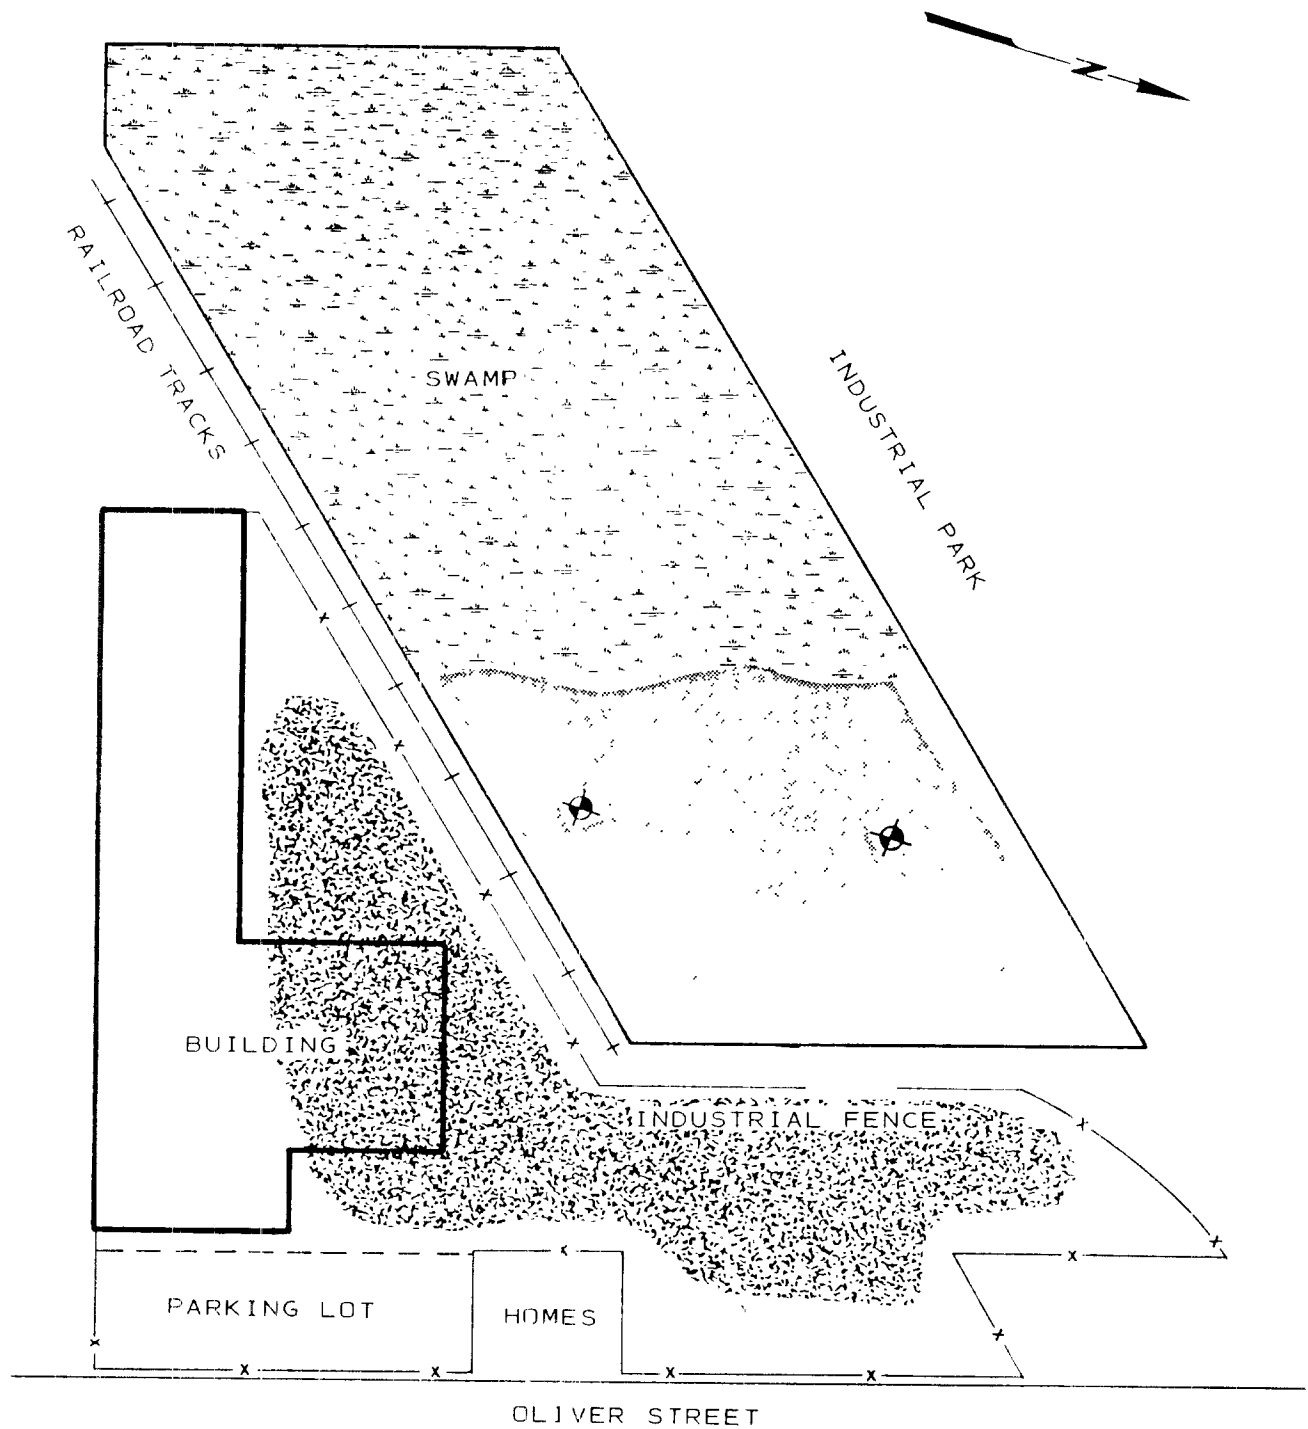 N
RAILROAD TRACKS
SWAMP
INDUSTRIAL PARK
BUILDING
INDUSTRIAL FENCE
PARKING LOT
HOMES
OLIVER STREET